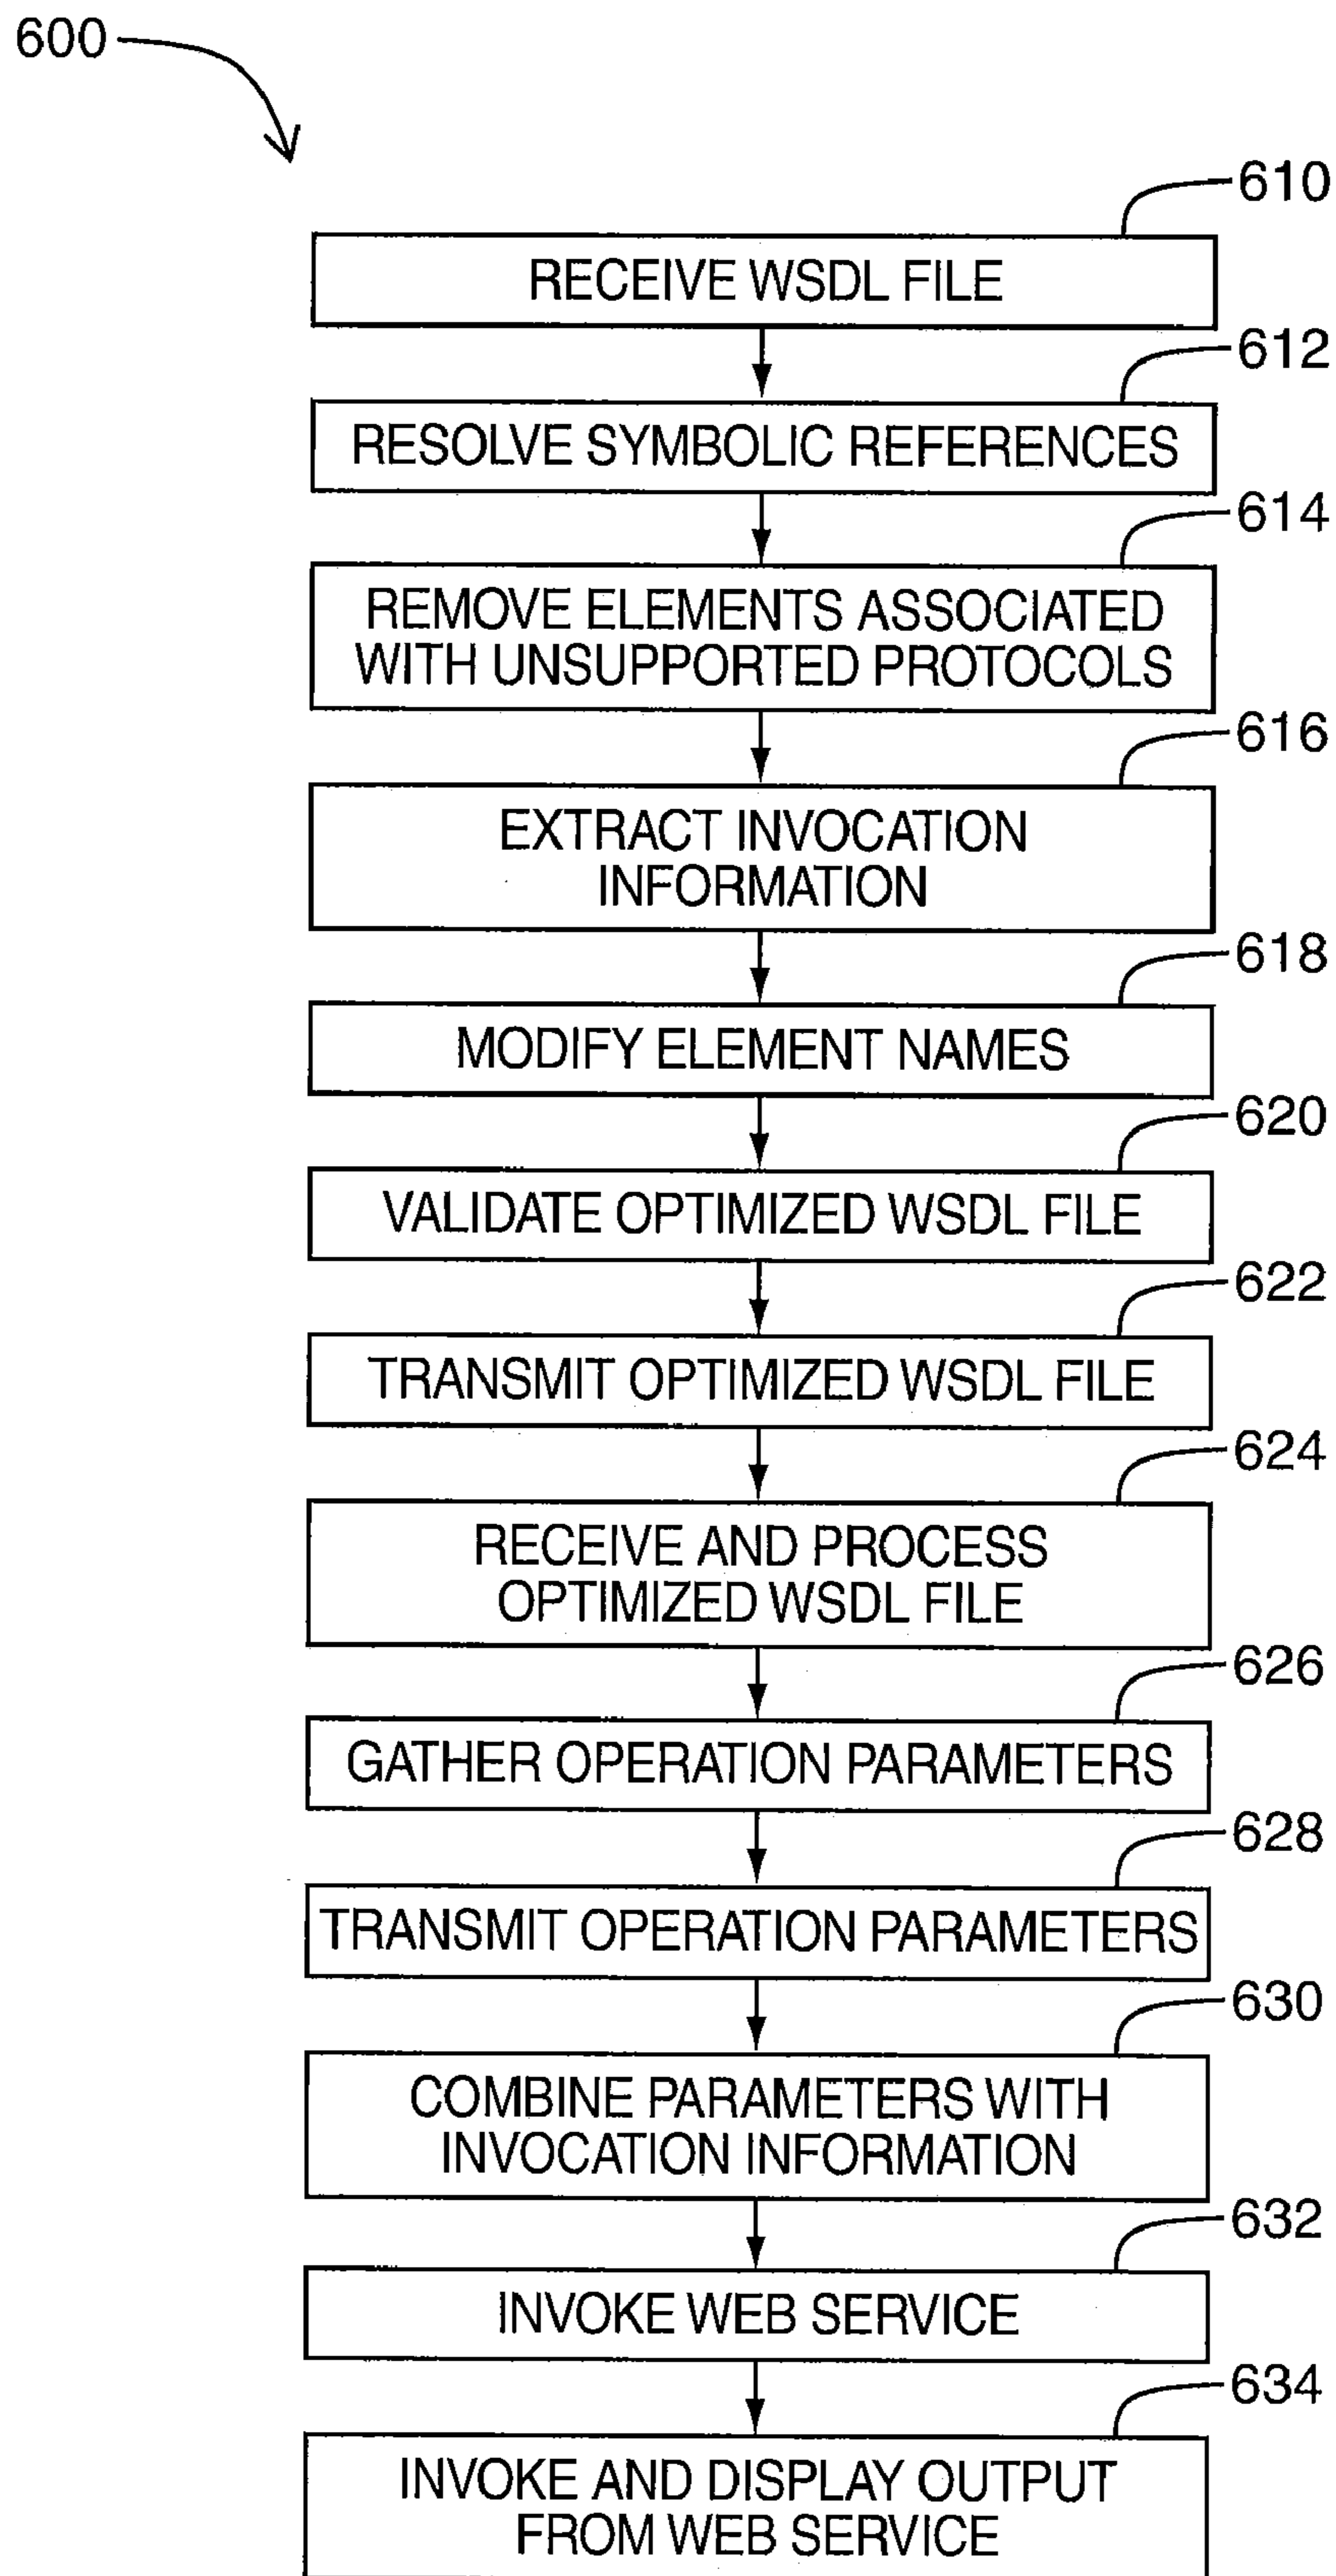 600
610
RECEIVE WSDL FILE
612
RESOLVE SYMBOLIC REFERENCES
614
REMOVE ELEMENTS ASSOCIATED
WITH UNSUPPORTED PROTOCOLS
616
EXTRACT INVOCATION
INFORMATION
618
MODIFY ELEMENT NAMES
620
VALIDATE OPTIMIZED WSDL FILE
622
TRANSMIT OPTIMIZED WSDL FILE
624
RECEIVE AND PROCESS
OPTIMIZED WSDL FILE
626
GATHER OPERATION PARAMETERS
628
TRANSMIT OPERATION PARAMETERS
630
COMBINE PARAMETERS WITH
INVOCATION INFORMATION
632
INVOKE WEB SERVICE
634
INVOKE AND DISPLAY OUTPUT
FROM WEB SERVICE